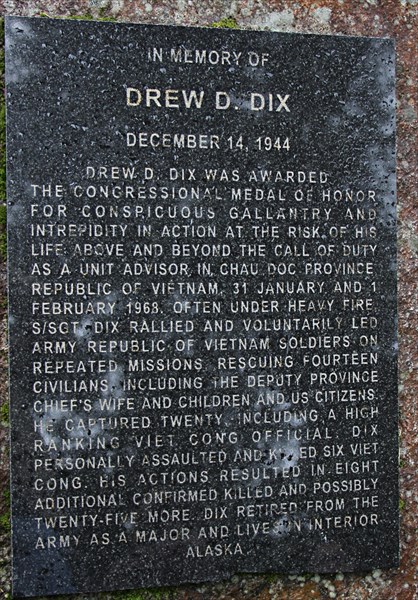 IN MEMORY OF
DREW D. DIX
DECEMBER 14, 1944
DREW D. DIX WAS AWARDED
THE CONGRESSIONAL MEDAL OF HONOR
FOR CONSPICUOUS GALLANTRY AND
INTREPIDITY IN ACTION AT THE RISK OF HIS
LIFE ABOVE AND BEYOND THE CALL OF DUTY
AS A UNIT ADVISOR IN CHAU DOC PROVINCE,
REPUBLIC OF VIETNAM, 31 JANUARY AND 1
FEBRUARY 1968. OFTEN UNDER HEAVY FIRE,
S/SGT. DIX RALLIED AND VOLUNTARILY LED
ARMY REPUBLIC OF VIETNAM SOLDIERS ON
REPEATED MISSIONS, RESCUING FOURTEEN
CIVILIANS, INCLUDING THE DEPUTY PROVINCE
CHIEF'S WIFE AND CHILDREN AND US CITIZENS.
HE CAPTURED TWENTY, INCLUDING A HIGH
RANKING VIET CONG OFFICIAL. DIX
PERSONALLY ASSAULTED AND KILLED SIX VIET
CONG. HIS ACTIONS RESULTED IN EIGHT
ADDITIONAL CONFIRMED KILLED AND POSSIBLY
TWENTY-FIVE MORE. DIX RETIRED FROM THE
ARMY AS A MAJOR AND LIVES IN INTERIOR
ALASKA.